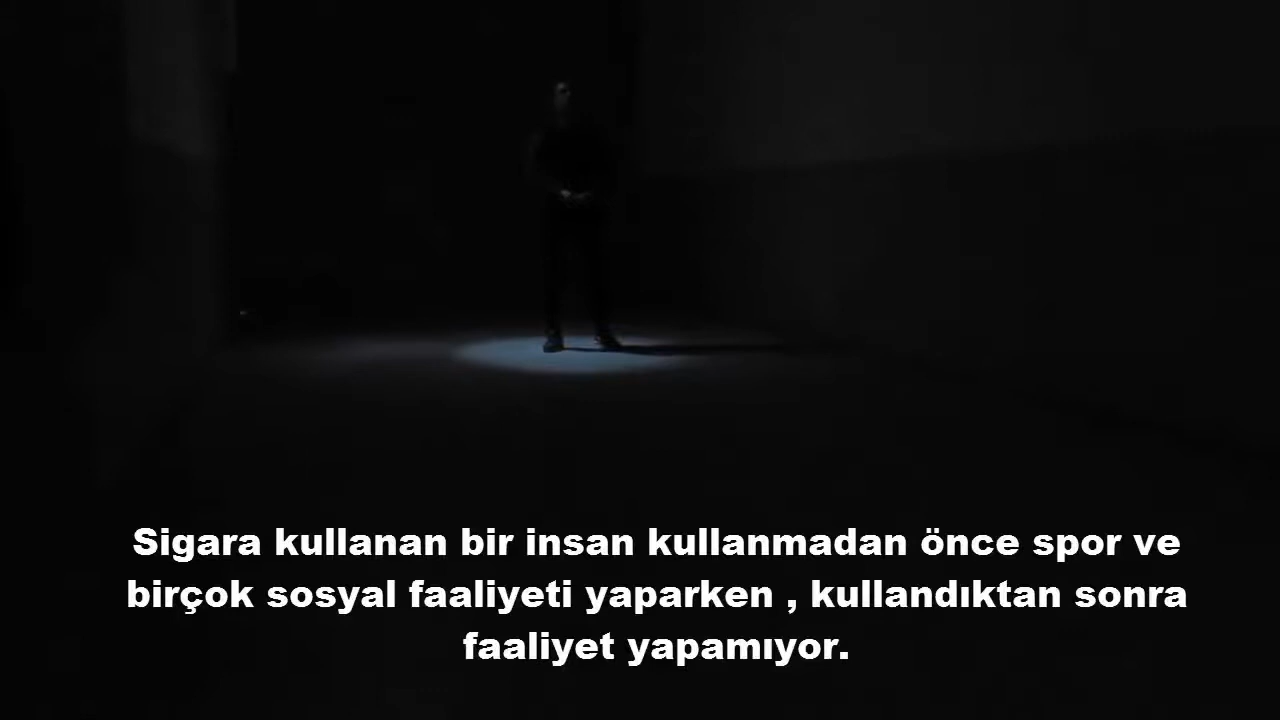 Sigara kullanan bir insan kullanmadan önce spor ve
birçok sosyal faaliyeti yaparken , kullandıktan sonra
faaliyet yapamıyor.